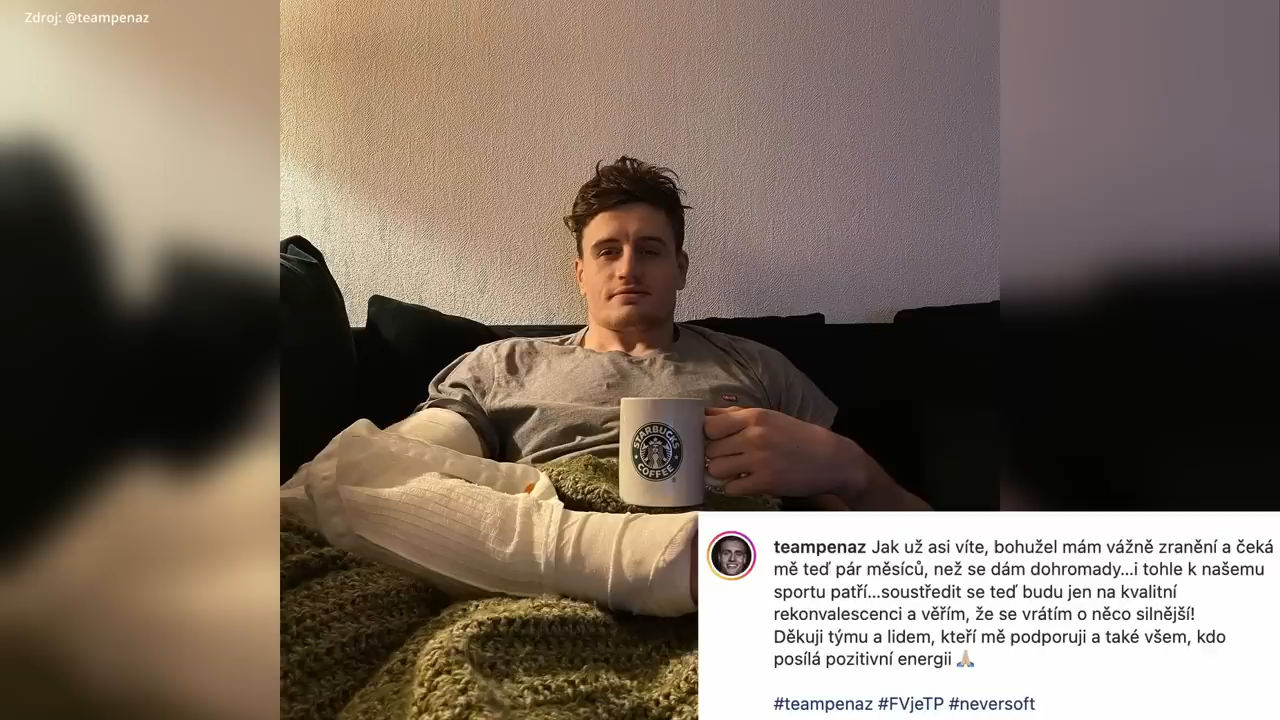 Zdroj: @teampenaz
STARBUCKS
COFFEE
teampenaz Jak už asi víte, bohužel mám vážně zranění a čeká
mě teď pár měsíců, než se dám dohromady...i tohle k našemu
sportu patří...soustředit se teď budu jen na kvalitní
rekonvalescenci a věřím, že se vrátím o něco silnější!
Děkuji týmu a lidem, kteří mě podporuji a také všem, kdo
posílá pozitivní energii 🙏🏼
#teampenaz #FVjeTP #neversoft